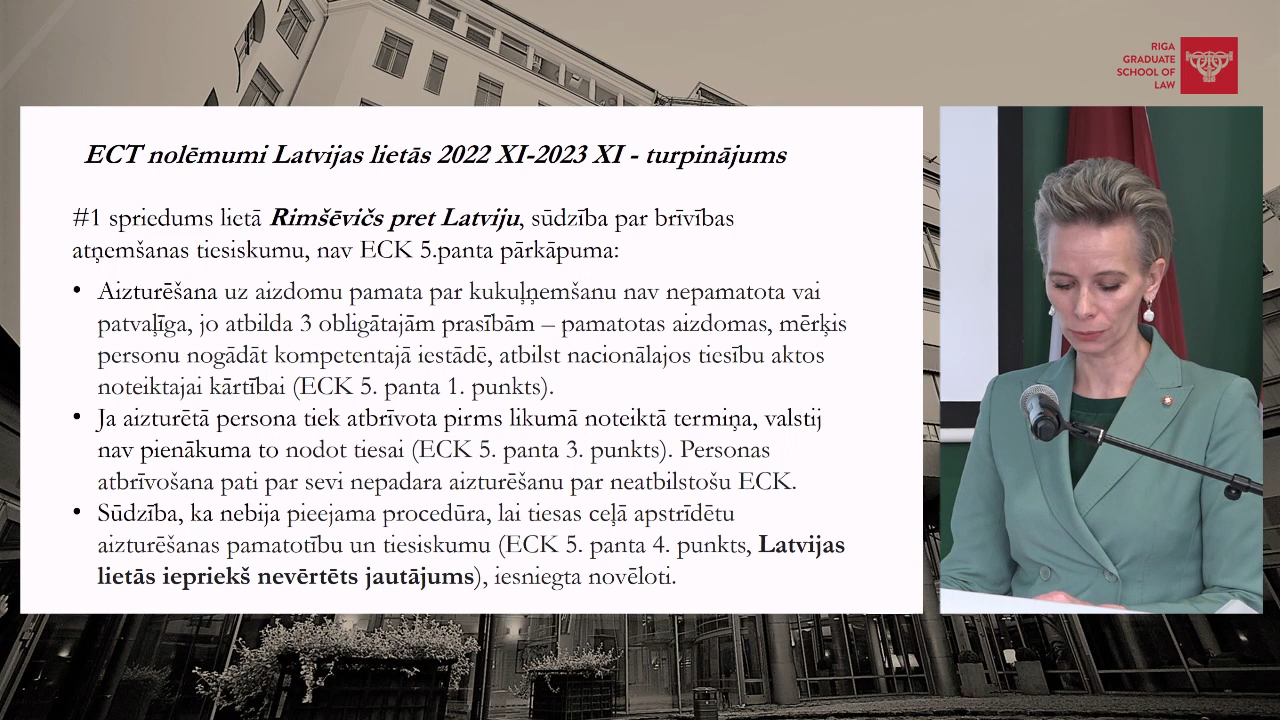 RIGA
GRADUATE
SCHOOL OF
LAW
ECT nolēmumi Latvijas lietās 2022 XI-2023 XI - turpinājums
#1 spriedums lietā Rimšēvičs pret Latviju, sūdzība par brīvības
atņemšanas tiesiskumu, nav ECK 5.panta pārkāpuma:
• Aizturēšana uz aizdomu pamata par kukuļņemšanu nav nepamatota vai
patvaļīga, jo atbilda 3 obligātajām prasībām – pamatotas aizdomas, mērķis
personu nogādāt kompetentajā iestādē, atbilst nacionālajos tiesību aktos
noteiktajai kārtībai (ECK 5. panta 1. punkts).
• Ja aizturētā persona tiek atbrīvota pirms likumā noteiktā termiņa, valstij
nav pienākuma to nodot tiesai (ECK 5. panta 3. punkts). Personas
atbrīvošana pati par sevi nepadara aizturēšanu par neatbilstošu ECK.
• Sūdzība, ka nebija pieejama procedūra, lai tiesas ceļā apstrīdētu
aizturēšanas pamatotību un tiesiskumu (ECK 5. panta 4. punkts, Latvijas
lietās iepriekš nevērtēts jautājums), iesniegta novēloti.